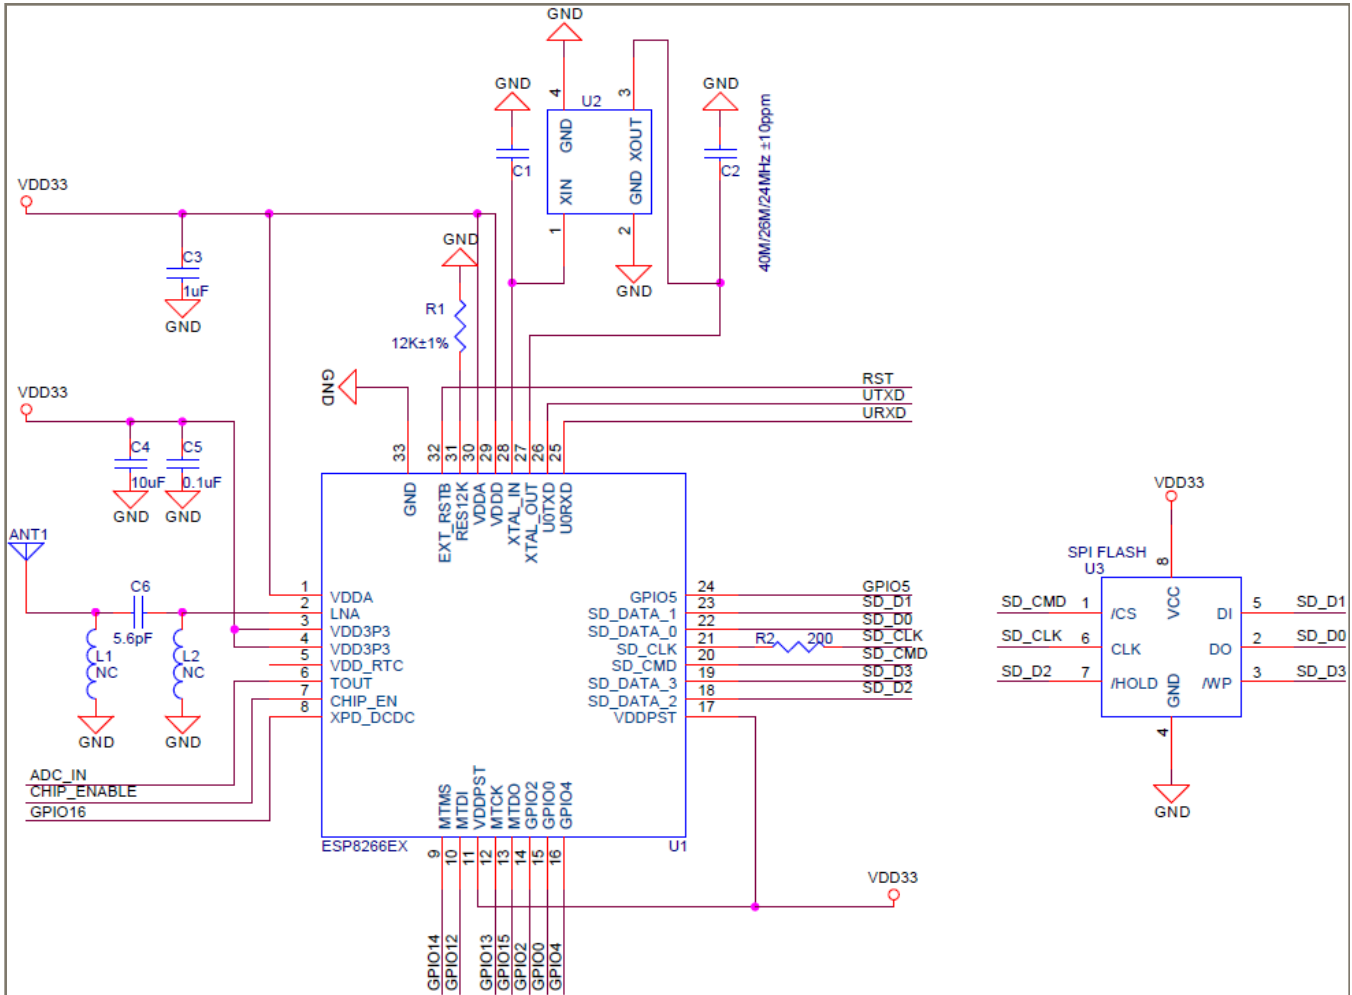 GND
4
3
U2
GND
XOUT
XIN
GND
1
2
GND
GND
C1
GND
C2
40M/26M/24MHz ±10ppm
VDD33
C3
1uF
GND
GND
R1
12K±1%
GND
VDD33
C4
10uF
GND
C5
0.1uF
GND
RST
UTXD
URXD
33
32
31
30
29
28
27
26
25
GND
EXT_RSTB
RES12K
VDDA
VDDD
XTAL_IN
XTAL_OUT
U0TXD
U0RXD
ANT1
C6
5.6pF
L1
NC
GND
L2
NC
GND
1 VDDA
2 LNA
3 VDD3P3
4 VDD3P3
5 VDD_RTC
6 TOUT
7 CHIP_EN
8 XPD_DCDC
ADC_IN
CHIP_ENABLE
GPIO16
GPIO5 24 GPIO5
SD_DATA_1 23 SD_D1
SD_DATA_0 22 SD_D0
SD_CLK 21 R2 200 SD_CLK
SD_CMD 20 SD_CMD
SD_DATA_3 19 SD_D3
SD_DATA_2 18 SD_D2
VDDPST 17
MTMS
MTDI
VDDPST
MTCK
MTDO
GPIO2
GPIO0
GPIO4
ESP8266EX
U1
9
10
11
12
13
14
15
16
GPIO14
GPIO12
GPIO13
GPIO15
GPIO2
GPIO0
GPIO4
VDD33
VDD33
SPI FLASH
U3
8
VCC
SD_CMD 1 /CS
SD_CLK 6 CLK
SD_D2 7 /HOLD
DI 5 SD_D1
DO 2 SD_D0
/WP 3 SD_D3
GND
4
GND